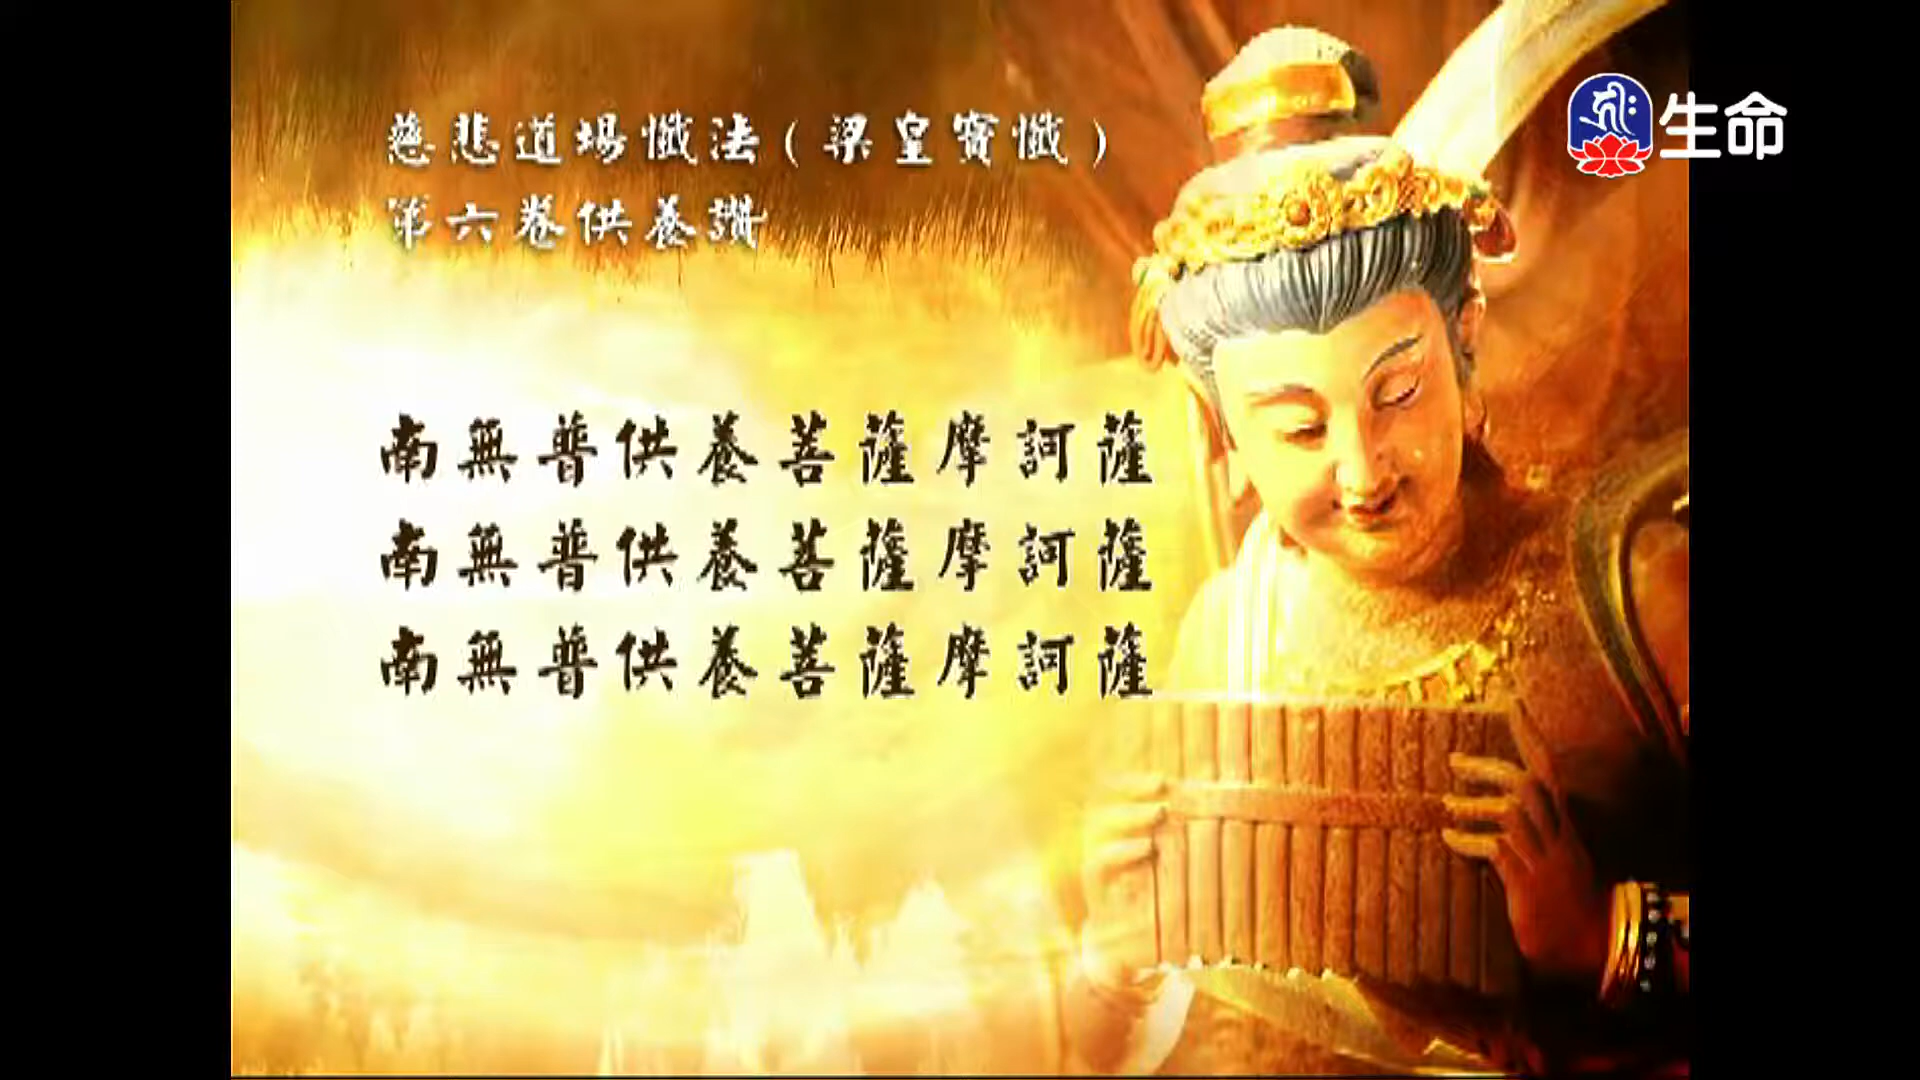 慈悲道場懺法(梁皇寶懺)
第六卷供養讚
生命
南無普供養菩薩摩訶薩
南無普供養菩薩摩訶薩
南無普供養菩薩摩訶薩